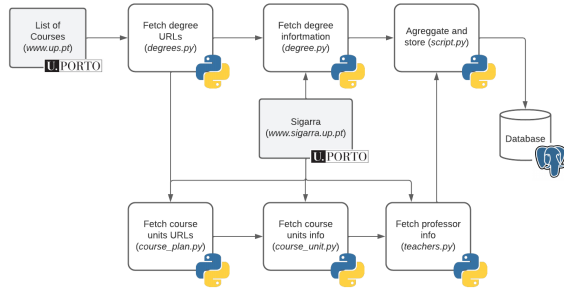 List of
Courses
(www.up.pt)
U.PORTO
Fetch degree
URLs
(degrees.py)
Fetch degree
infortmation
(degree.py)
Agreggate and
store (script.py)
Sigarra
(www.sigarra.up.pt)
U.PORTO
Database
Fetch course
units URLs
(course_plan.py)
Fetch course
units info
(course_unit.py)
Fetch professor
info
(teachers.py)